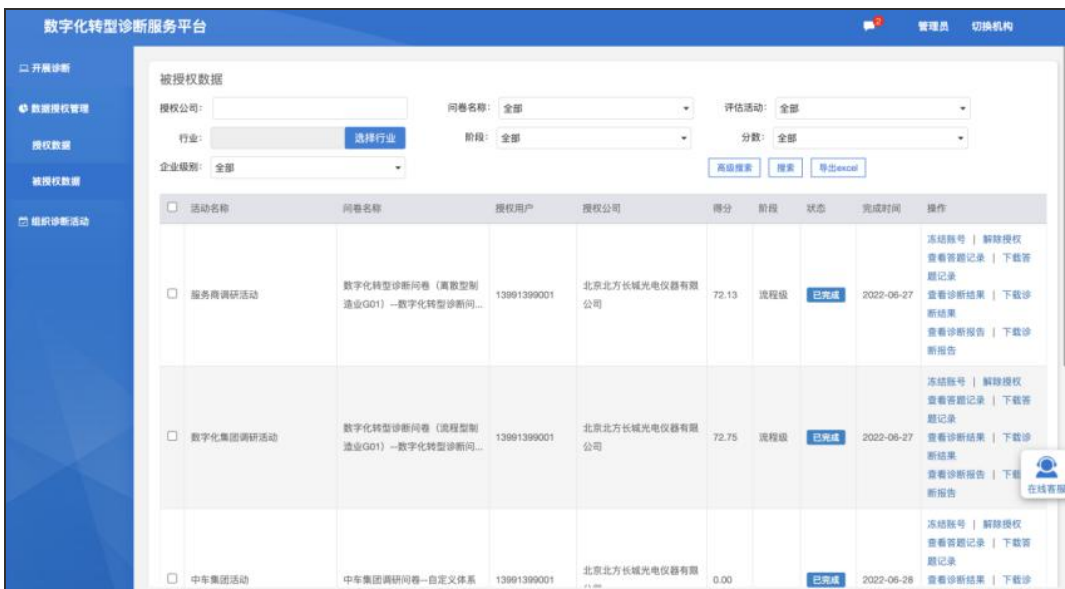 数字化转型诊断服务平台
2
管理员
切换机构
开展诊断
数据授权管理
授权数据
被授权数据
组织诊断活动
被授权数据
授权公司:
问卷名称: 全部
评估活动: 全部
行业: 选择行业
阶段: 全部
分数: 全部
企业级别: 全部
高级搜索 搜索 导出excel
活动名称 问卷名称 授权用户 授权公司 得分 阶段 状态 完成时间 操作
服务商调研活动
数字化转型诊断问卷（离散型制
造业G01）--数字化转型诊断问...
13991399001
北京北方长城光电仪器有限
公司
72.13 流程级 已完成 2022-06-27
冻结账号 | 解除授权
查看答题记录 | 下载答
题记录
查看诊断结果 | 下载诊
断结果
查看诊断报告 | 下载诊
断报告
数字化集团调研活动
数字化转型诊断问卷（流程型制
造业G01）--数字化转型诊断问...
13991399001
北京北方长城光电仪器有限
公司
72.75 流程级 已完成 2022-06-27
冻结账号 | 解除授权
查看答题记录 | 下载答
题记录
查看诊断结果 | 下载诊
断结果
查看诊断报告 | 下载
断报告
在线客服
中车集团活动
中车集团调研问卷--自定义体系
13991399001
北京北方长城光电仪器有限
0.00 已完成 2022-06-28
冻结账号 | 解除授权
查看答题记录 | 下载答
题记录
查看诊断结果 | 下载诊